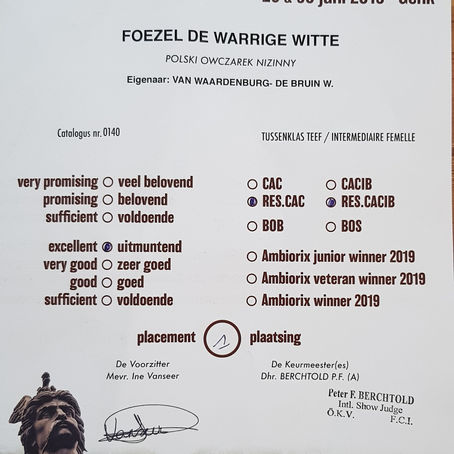 FOEZEL DE WARRIGE WITTE
POLSKI OWCZAREK NIZINNY
Eigenaar: VAN WAARDENBURG- DE BRUIN W.
Catalogus nr. 0140
TUSSENKLAS TEEF / INTERMEDIAIRE FEMELLE
very promising veel belovend
promising belovend
sufficient voldoende
CAC CACIB
RES.CAC RES.CACIB
BOB BOS
excellent uitmuntend
very good zeer goed
good goed
sufficient voldoende
Ambiorix junior winner 2019
Ambiorix veteran winner 2019
Ambiorix winner 2019
placement 1 plaatsing
De Voorzitter
Mevr. Ine Vanseer
De Keurmeester(es)
Dhr. BERCHTOLD P.F. (A)
Peter F. BERCHTOLD
Intl. Show Judge
Ö.K.V. F.C.I.